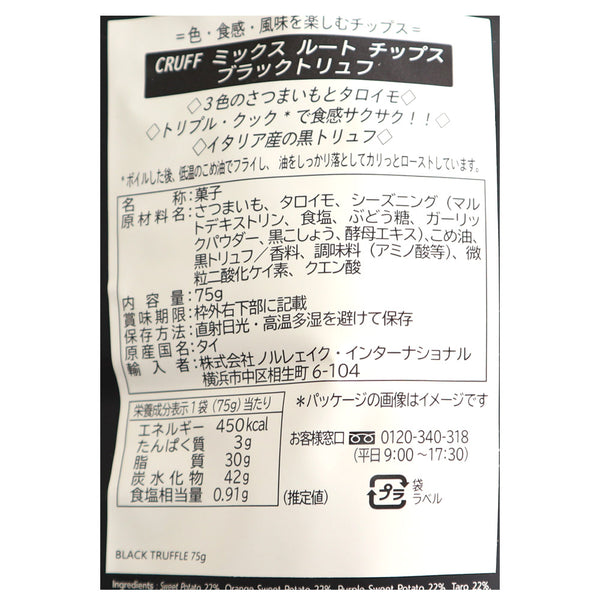 ＝色・食感・風味を楽しむチップス＝
CRUFF ミックス ルート チップス
ブラックトリュフ
◇3色のさつまいもとタロイモ◇
◇トリプル・クック*で食感サクサク！！◇
◇イタリア産の黒トリュフ◇
*ボイルした後、低温のこめ油でフライし、油をしっかり落としてカリっとローストしています。
名称:菓子
原材料名:さつまいも、タロイモ、シーズニング（マル
トデキストリン、食塩、ぶどう糖、ガーリッ
クパウダー、黒こしょう、酵母エキス）、こめ油、
黒トリュフ／香料、調味料（アミノ酸等）、微
粒二酸化ケイ素、クエン酸
内容量:75g
賞味期限:枠外右下部に記載
保存方法:直射日光・高温多湿を避けて保存
原産国名:タイ
輸入者:株式会社 ノルレェイク・インターナショナル
横浜市中区相生町 6-104
栄養成分表示1袋（75g）当たり
エネルギー 450kcal
たんぱく質 3g
脂質 30g
炭水化物 42g
食塩相当量 0.91g
(推定値)
*パッケージの画像はイメージです
お客様窓口 0120-340-318
(平日 9:00～17:30)
プラ
袋
ラベル
BLACK TRUFFLE 75g
Ingredients: Sweet Potato 22%, Orange Sweet Potato 22%, Purple Sweet Potato 22%, Taro 22%,